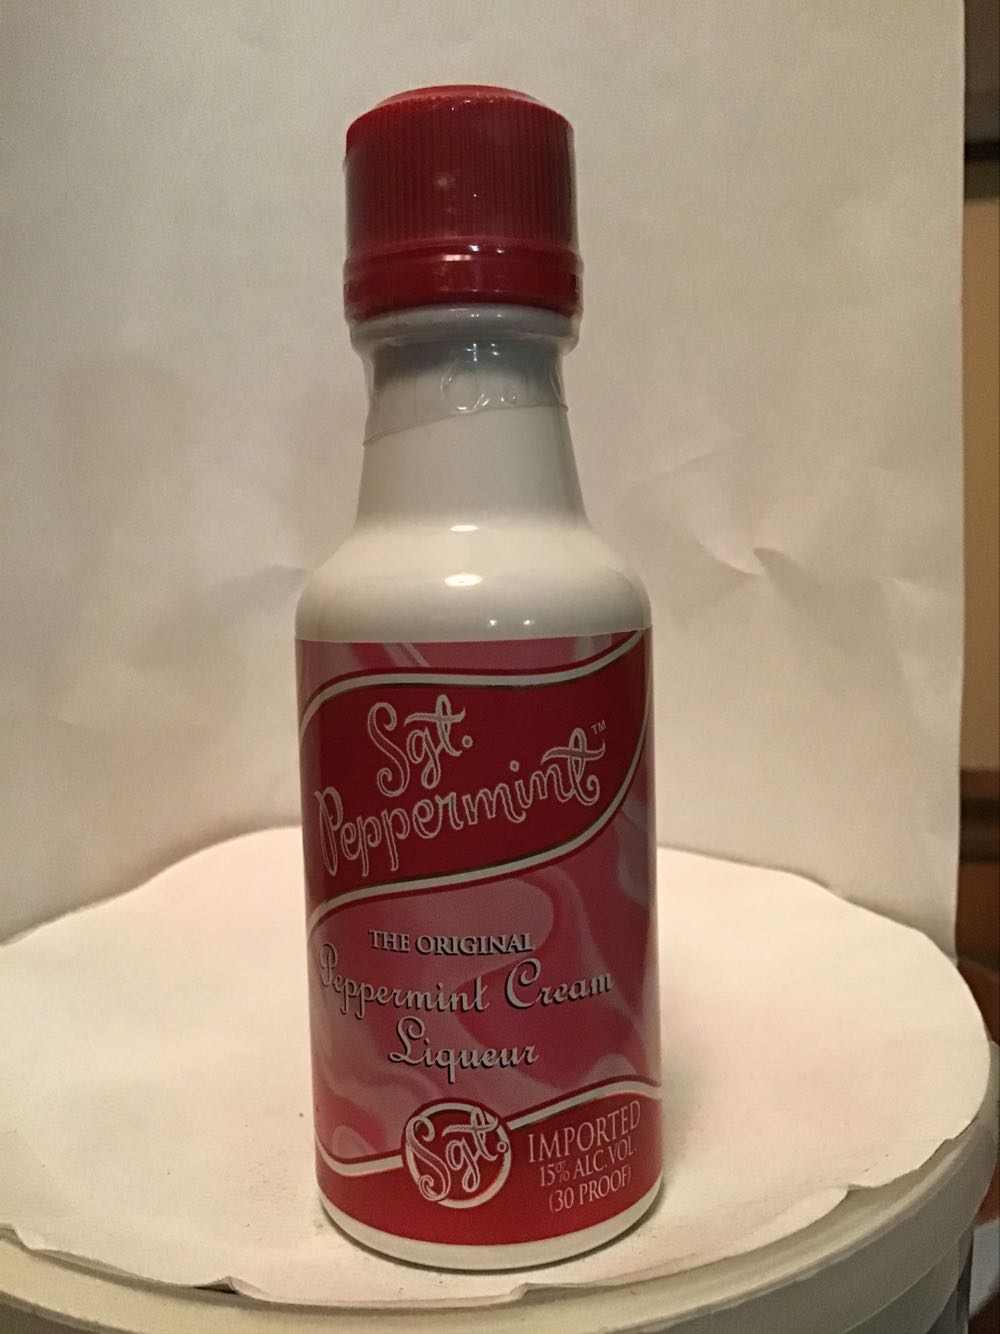 Sgt.
Peppermint™
THE ORIGINAL
Peppermint Cream
Liqueur
Sgt.
IMPORTED
15% ALC. VOL.
(30 PROOF)